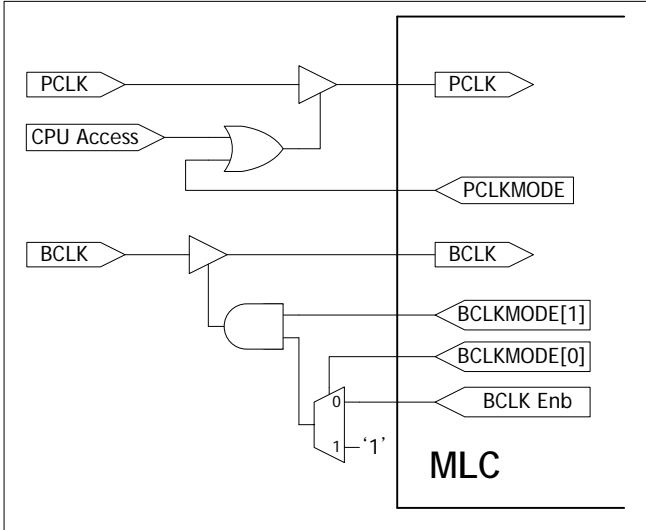 PCLK
PCLK
CPU Access
PCLKMODE
BCLK
BCLK
BCLKMODE[1]
BCLKMODE[0]
0
BCLK Enb
1
‘1’
MLC